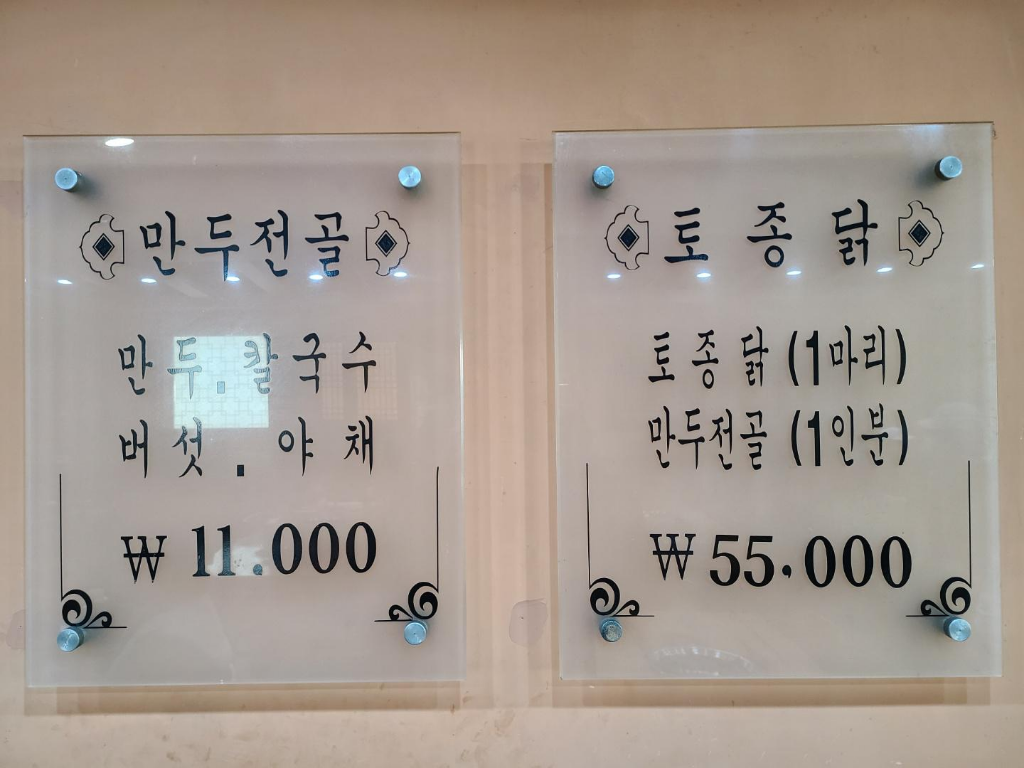 만두전골
만두.칼국수
버섯.야채
₩ 11.000
토종닭
토종닭 (1마리)
만두전골 (1인분)
₩ 55.000